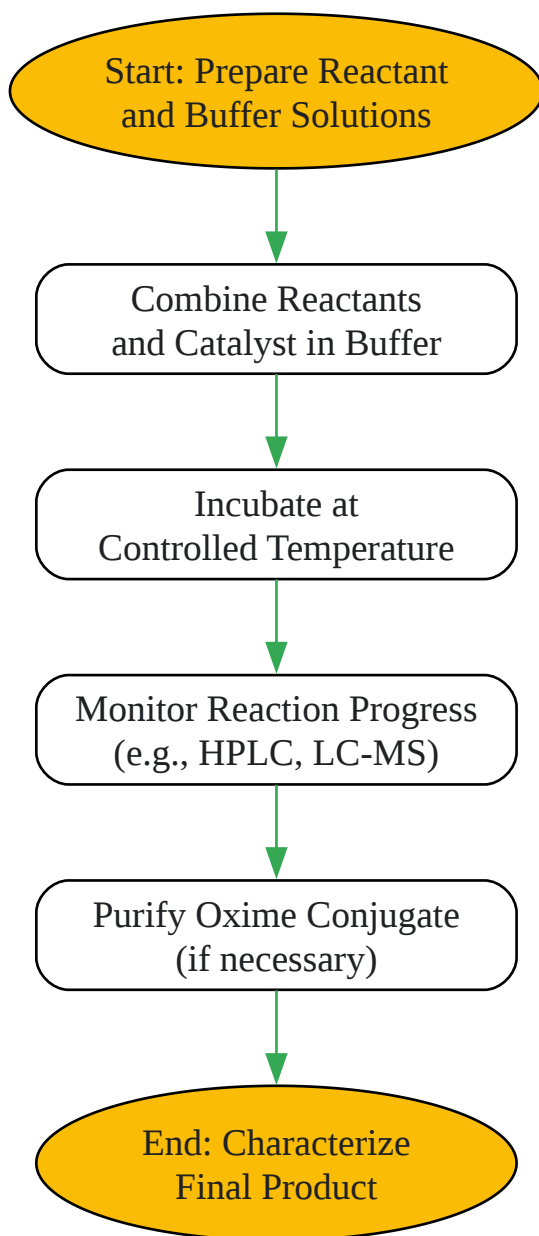 Start: Prepare Reactant
and Buffer Solutions
Combine Reactants
and Catalyst in Buffer
Incubate at
Controlled Temperature
Monitor Reaction Progress
(e.g., HPLC, LC-MS)
Purify Oxime Conjugate
(if necessary)
End: Characterize
Final Product